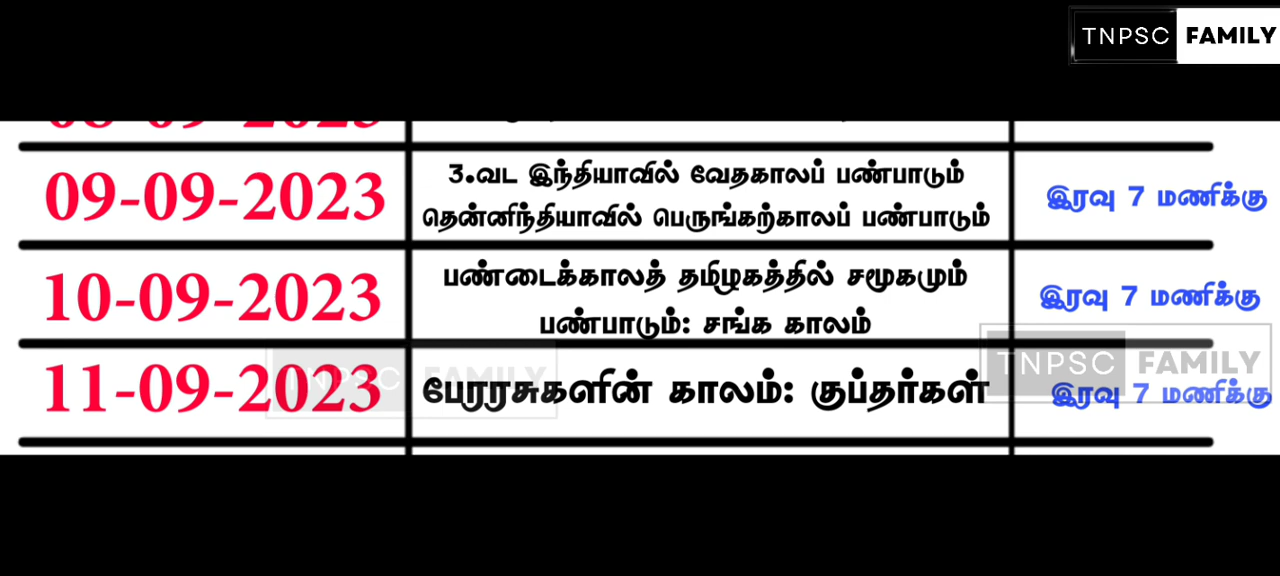 TNPSC FAMILY
09-09-2023
3.வட இந்தியாவில் வேதகாலப் பண்பாடும்
தென்னிந்தியாவில் பெருங்கற்காலப் பண்பாடும்
இரவு 7 மணிக்கு
10-09-2023
பண்டைக்காலத் தமிழகத்தில் சமூகமும்
பண்பாடும்: சங்க காலம்
இரவு 7 மணிக்கு
11-09-2023
பேரரசுகளின் காலம்: குப்தர்கள்
இரவு 7 மணிக்கு
TNPSC FAMILY
TNPSC FAMILY